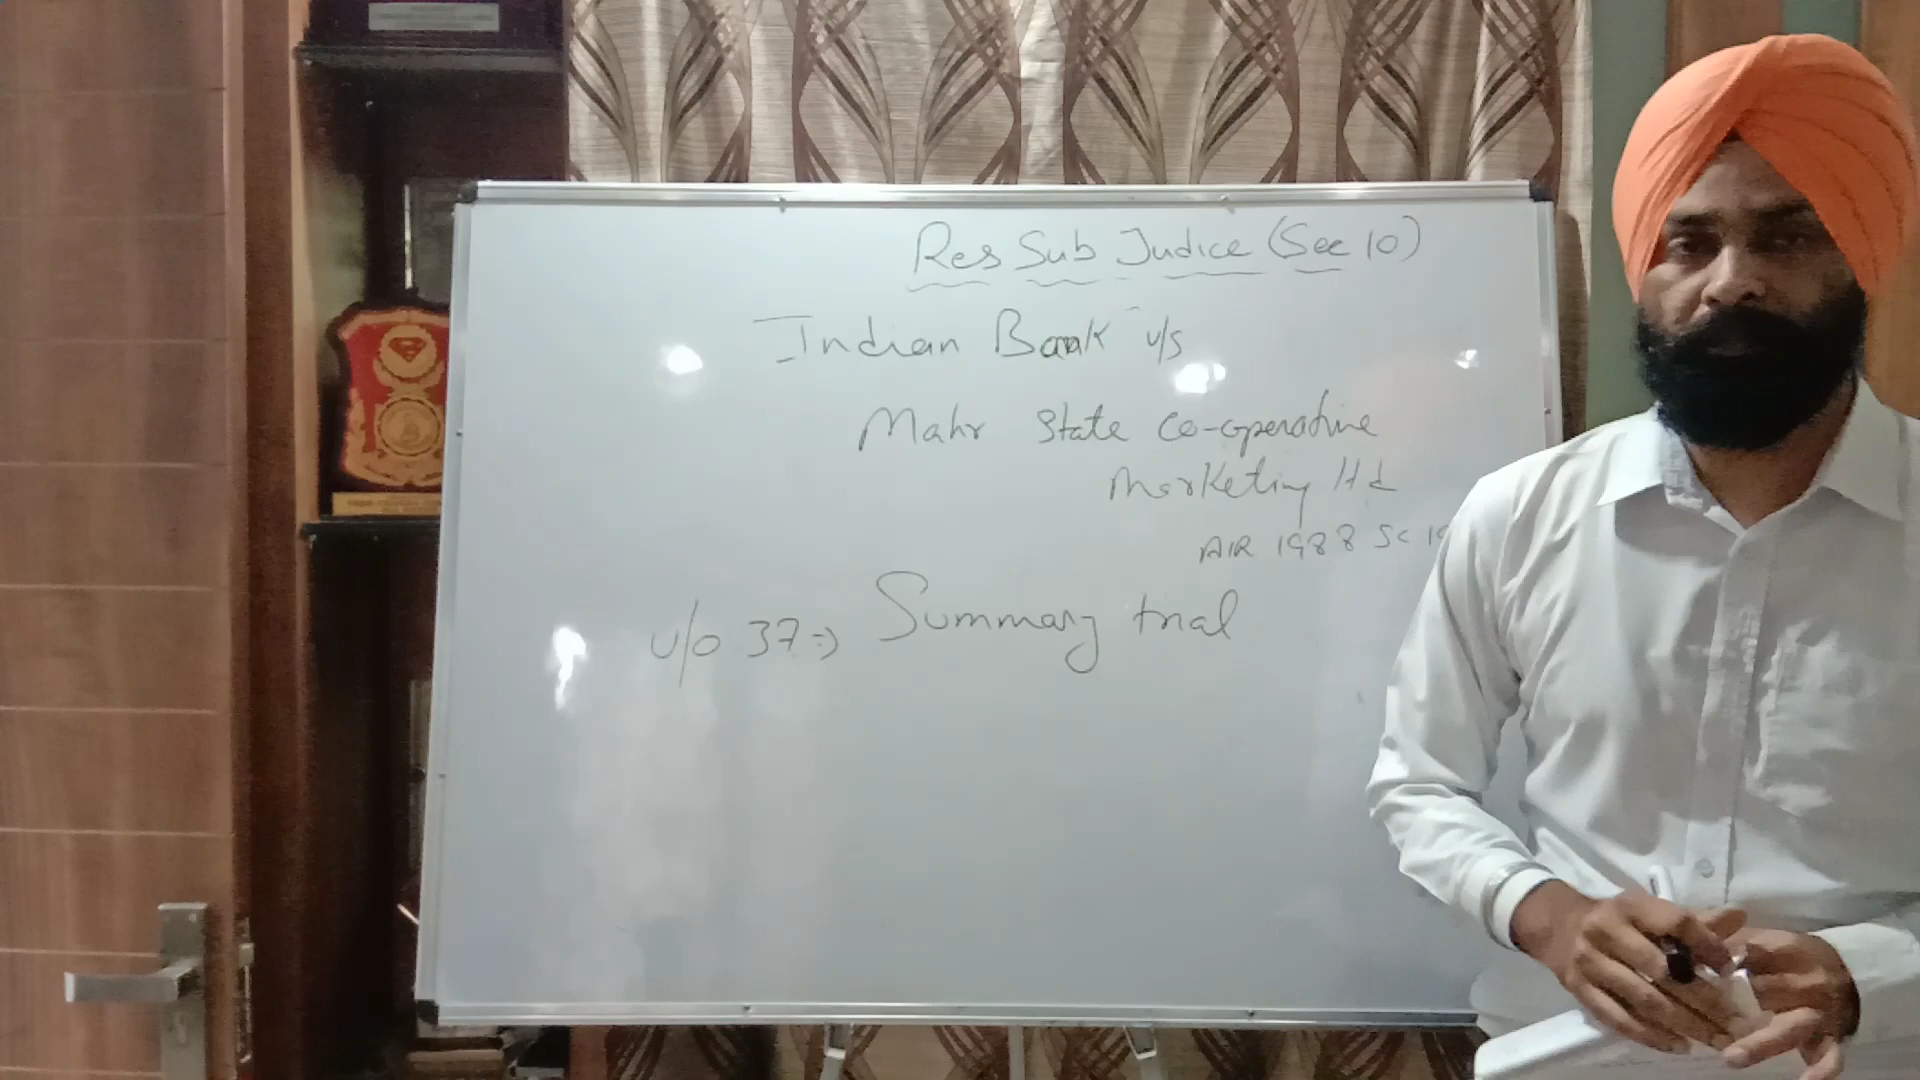 Res Sub Judice (Sec 10)
Indian Bank v/s
Mahr State Co-operative
Marketing ltd
AIR 1988 SC
u/o 37 => Summary trial